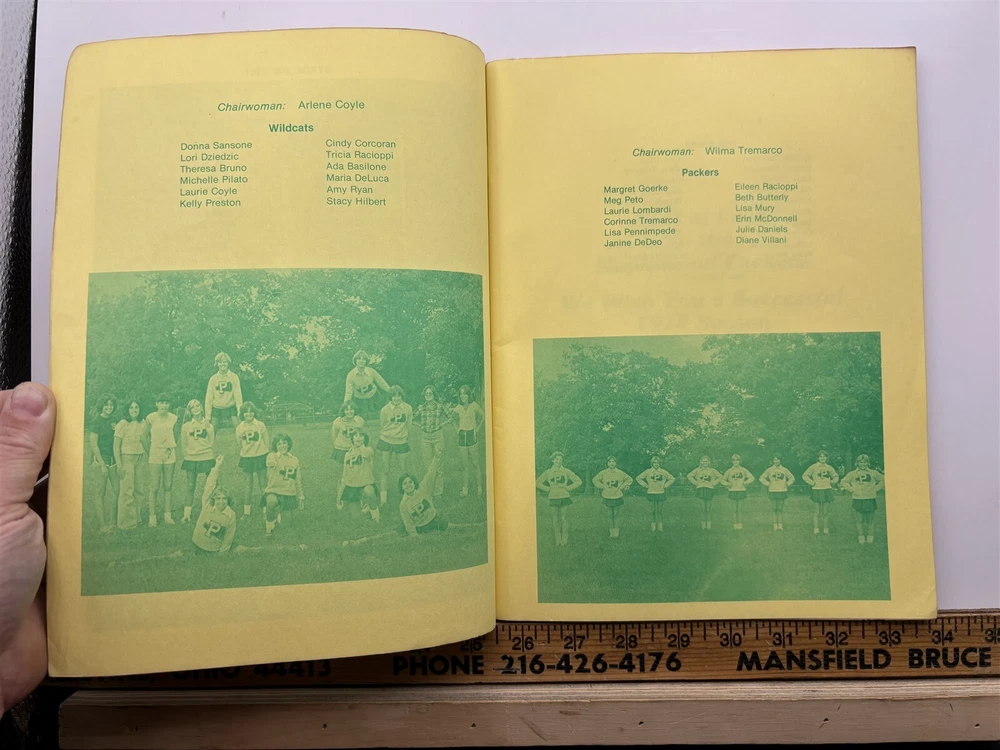 Chairwoman: Arlene Coyle
Wildcats
Donna Sansone
Lori Dziedzic
Theresa Bruno
Michelle Pilato
Laurie Coyle
Kelly Preston
Cindy Corcoran
Tricia Racioppi
Ada Basilone
Maria DeLuca
Amy Ryan
Stacy Hilbert
Chairwoman: Wilma Tremarco
Packers
Margret Goerke
Meg Peto
Laurie Lombardi
Corinne Tremarco
Lisa Pennimpede
Janine DeDeo
Eileen Racioppi
Beth Butterly
Lisa Mury
Erin McDonnell
Julie Daniels
Diane Villani
P P P P P P P P
P P P P P P P P
26 27 28 29 30 31 32 33 34
44413 PHONE 216-426-4176 MANSFIELD BRUCE